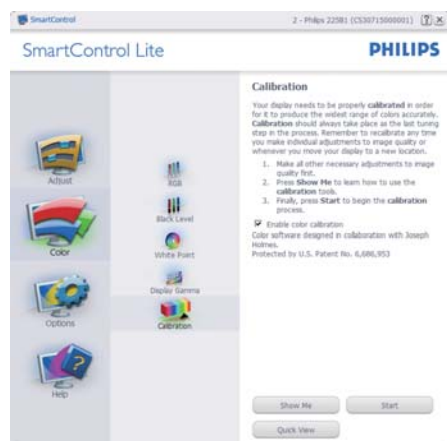 SmartControl
2 - Philips 225B1 (CS30715000001)
SmartControl Lite
PHILIPS
Adjust
Color
Options
Help
RGB
Black Level
White Point
Display Gamma
Calibration
Calibration
Your display needs to be properly calibrated in order
for it to produce the widest range of colors accurately.
Calibration should always take place as the last tuning
step in the process. Remember to recalibrate any time
you make individual adjustments to image quality or
whenever you move your display to a new location.
1. Make all other necessary adjustments to image
quality first.
2. Press Show Me to learn how to use the
calibration tools.
3. Finally, press Start to begin the calibration
process.
Enable color calibration
Color software designed in collaboration with Joseph
Holmes.
Protected by U.S. Patent No. 6,686,953
Show Me
Start
Quick View